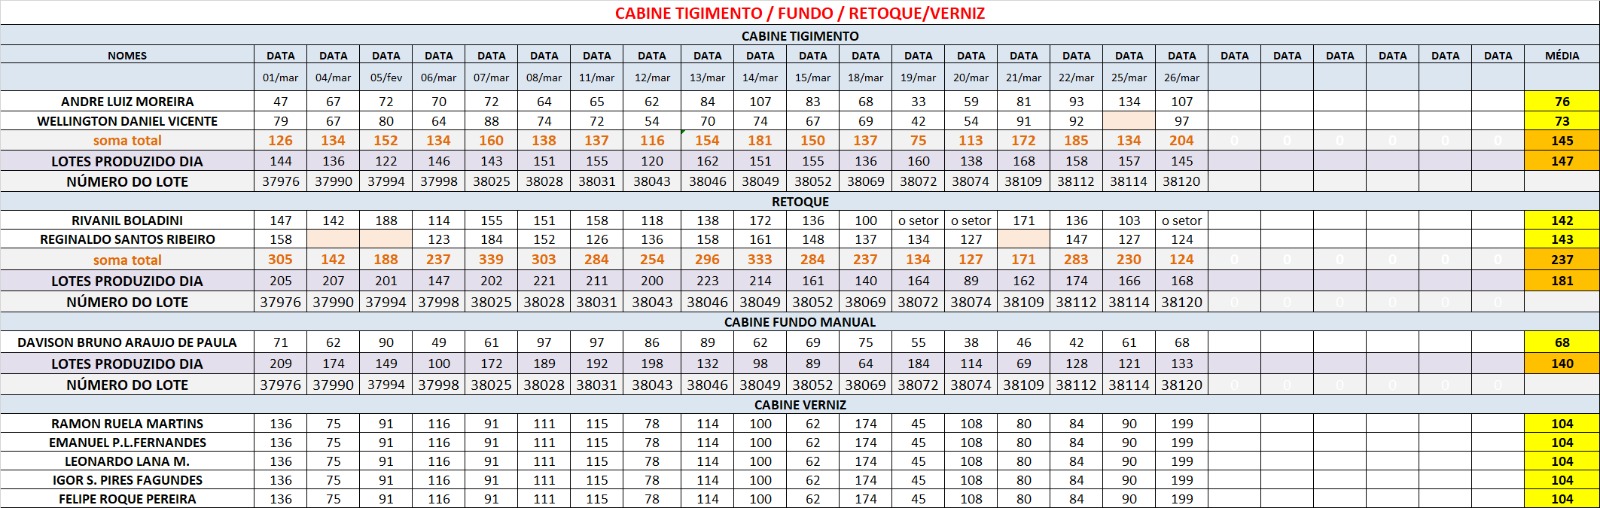 CABINE TIGIMENTO / FUNDO / RETOQUE/VERNIZ
CABINE TIGIMENTO
NOMES DATA DATA DATA DATA DATA DATA DATA DATA DATA DATA DATA DATA DATA DATA DATA DATA DATA DATA DATA DATA DATA DATA DATA DATA MÉDIA
01/mar 04/mar 05/fev 06/mar 07/mar 08/mar 11/mar 12/mar 13/mar 14/mar 15/mar 18/mar 19/mar 20/mar 21/mar 22/mar 25/mar 26/mar
ANDRE LUIZ MOREIRA 47 67 72 70 72 64 65 62 84 107 83 68 33 59 81 93 134 107 76
WELLINGTON DANIEL VICENTE 79 67 80 64 88 74 72 54 70 74 67 69 42 54 91 92 97 73
soma total 126 134 152 134 160 138 137 116 154 181 150 137 75 113 172 185 134 204 0 0 0 0 0 0 145
LOTES PRODUZIDO DIA 144 136 122 146 143 151 155 120 162 151 155 136 160 138 168 158 157 145 147
NÚMERO DO LOTE 37976 37990 37994 37998 38025 38028 38031 38043 38046 38049 38052 38069 38072 38074 38109 38112 38114 38120
RETOQUE
RIVANIL BOLADINI 147 142 188 114 155 151 158 118 138 172 136 100 o setor o setor 171 136 103 o setor 142
REGINALDO SANTOS RIBEIRO 158 123 184 152 126 136 158 161 148 137 134 127 147 127 124 143
soma total 305 142 188 237 339 303 284 254 296 333 284 237 134 127 171 283 230 124 0 0 0 0 0 0 237
LOTES PRODUZIDO DIA 205 207 201 147 202 221 211 200 223 214 161 140 164 89 162 174 166 168 181
NÚMERO DO LOTE 37976 37990 37994 37998 38025 38028 38031 38043 38046 38049 38052 38069 38072 38074 38109 38112 38114 38120 0 0 0 0 0 0
CABINE FUNDO MANUAL
DAVISON BRUNO ARAUJO DE PAULA 71 62 90 49 61 97 97 86 89 62 69 75 55 38 46 42 61 68 68
LOTES PRODUZIDO DIA 209 174 149 100 172 189 192 198 132 98 89 64 184 114 69 128 121 133 140
NÚMERO DO LOTE 37976 37990 37994 37998 38025 38028 38031 38043 38046 38049 38052 38069 38072 38074 38109 38112 38114 38120 0 0 0 0 0 0
CABINE VERNIZ
RAMON RUELA MARTINS 136 75 91 116 91 111 115 78 114 100 62 174 45 108 80 84 90 199 104
EMANUEL P.L.FERNANDES 136 75 91 116 91 111 115 78 114 100 62 174 45 108 80 84 90 199 104
LEONARDO LANA M. 136 75 91 116 91 111 115 78 114 100 62 174 45 108 80 84 90 199 104
IGOR S. PIRES FAGUNDES 136 75 91 116 91 111 115 78 114 100 62 174 45 108 80 84 90 199 104
FELIPE ROQUE PEREIRA 136 75 91 116 91 111 115 78 114 100 62 174 45 108 80 84 90 199 104